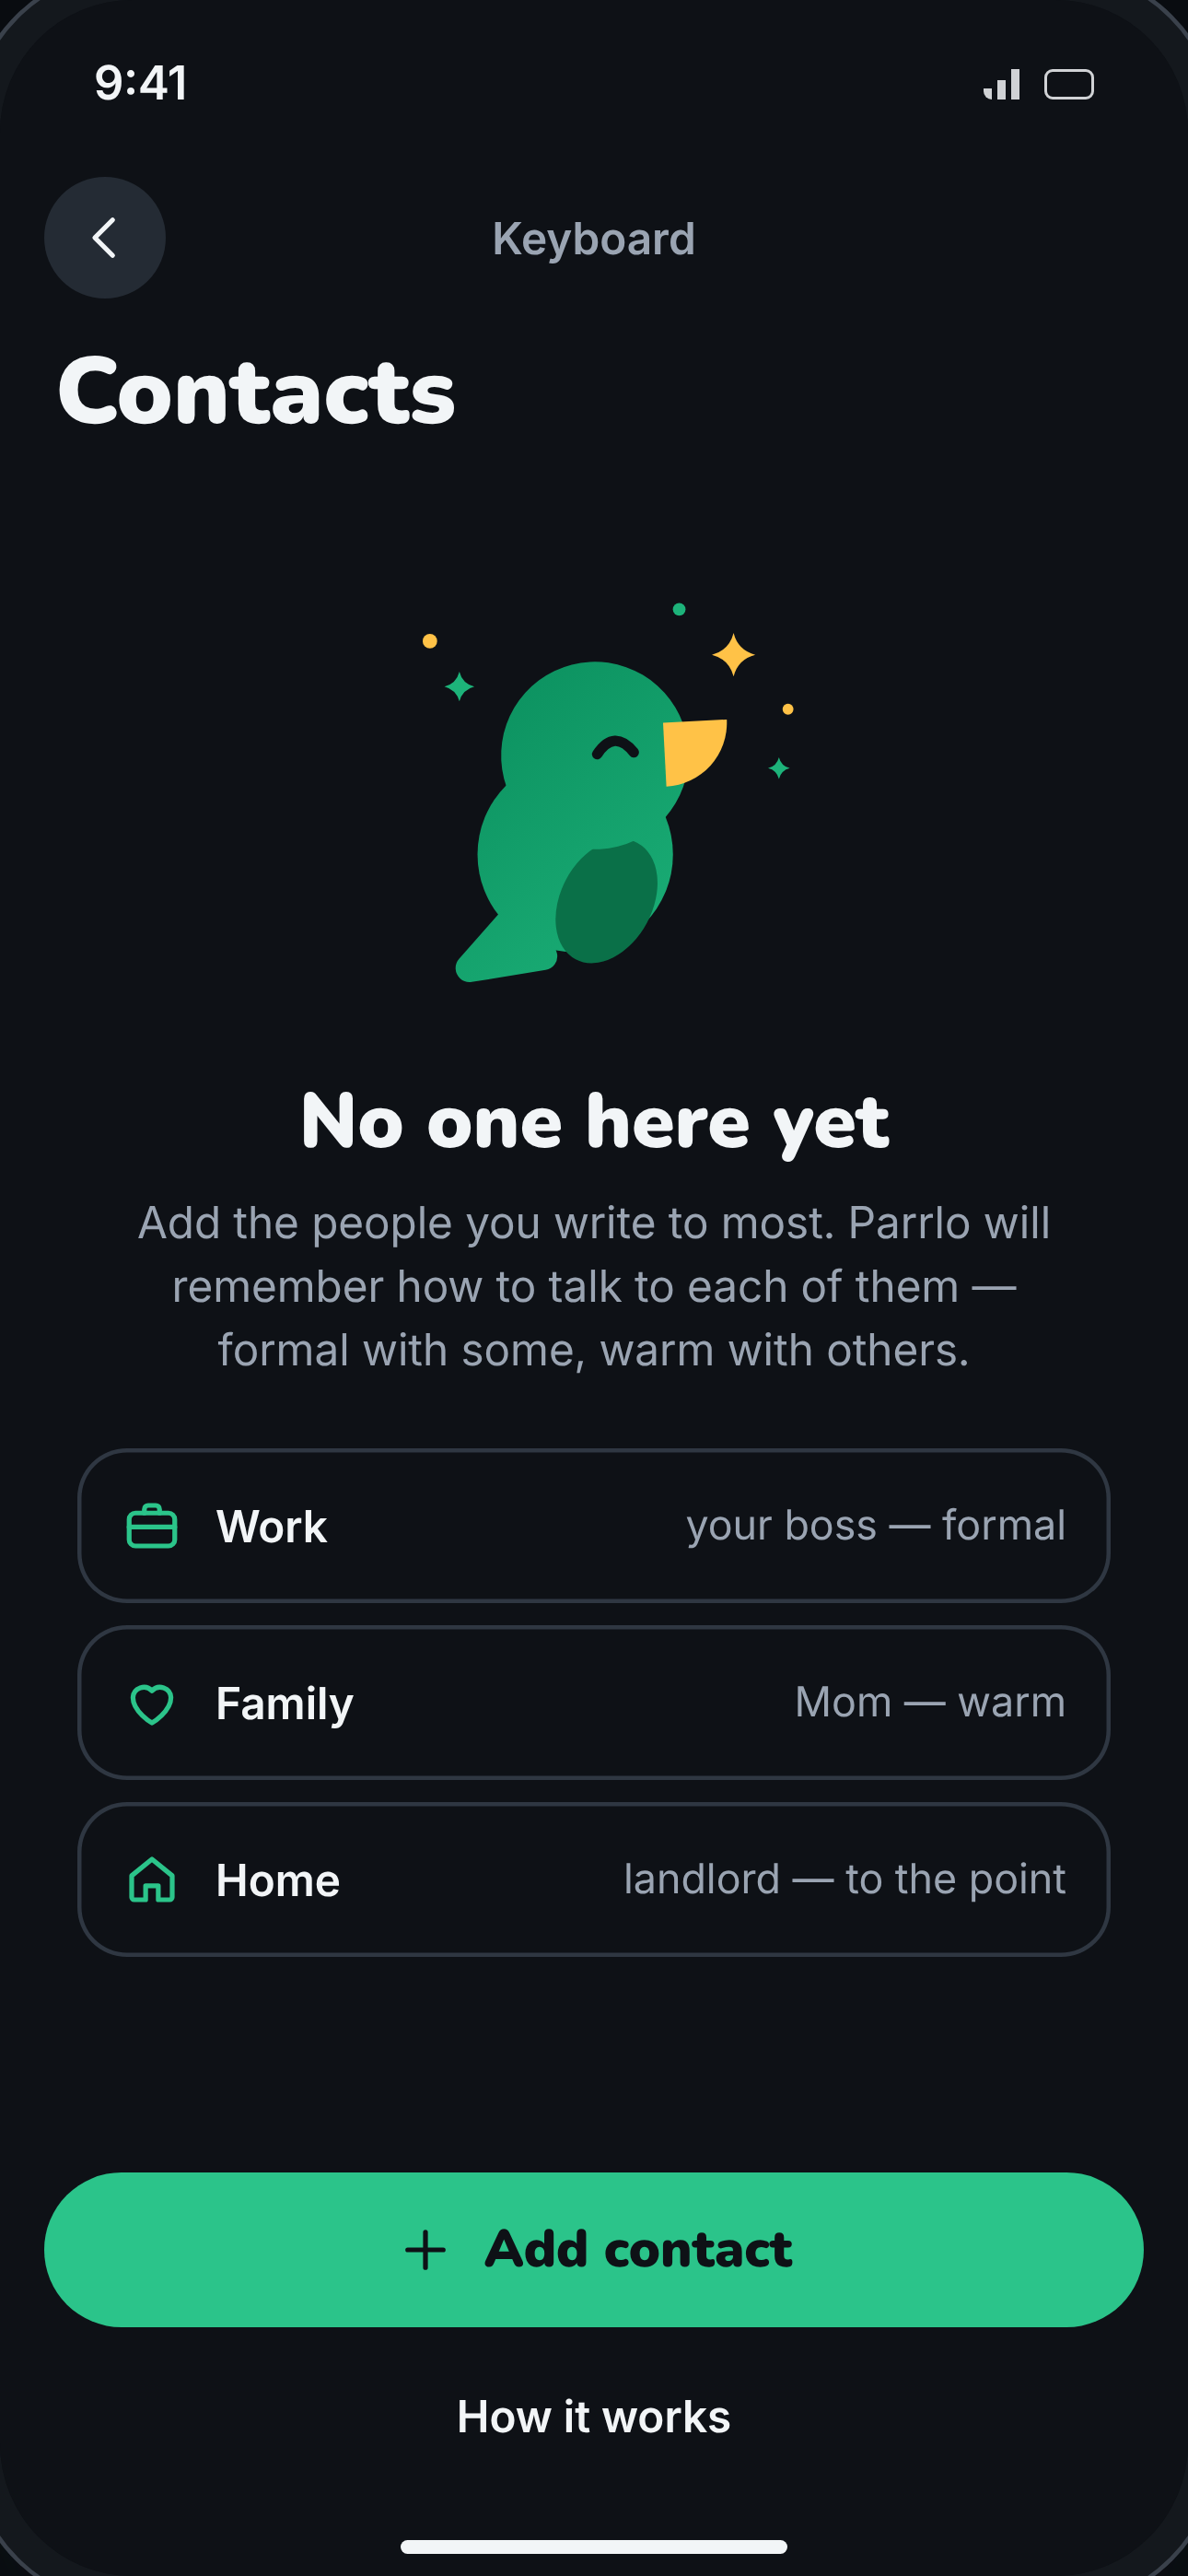 9:41
Keyboard
Contacts
No one here yet
Add the people you write to most. Parrlo will
remember how to talk to each of them —
formal with some, warm with others.
Work your boss — formal
Family Mom — warm
Home landlord — to the point
Add contact
How it works